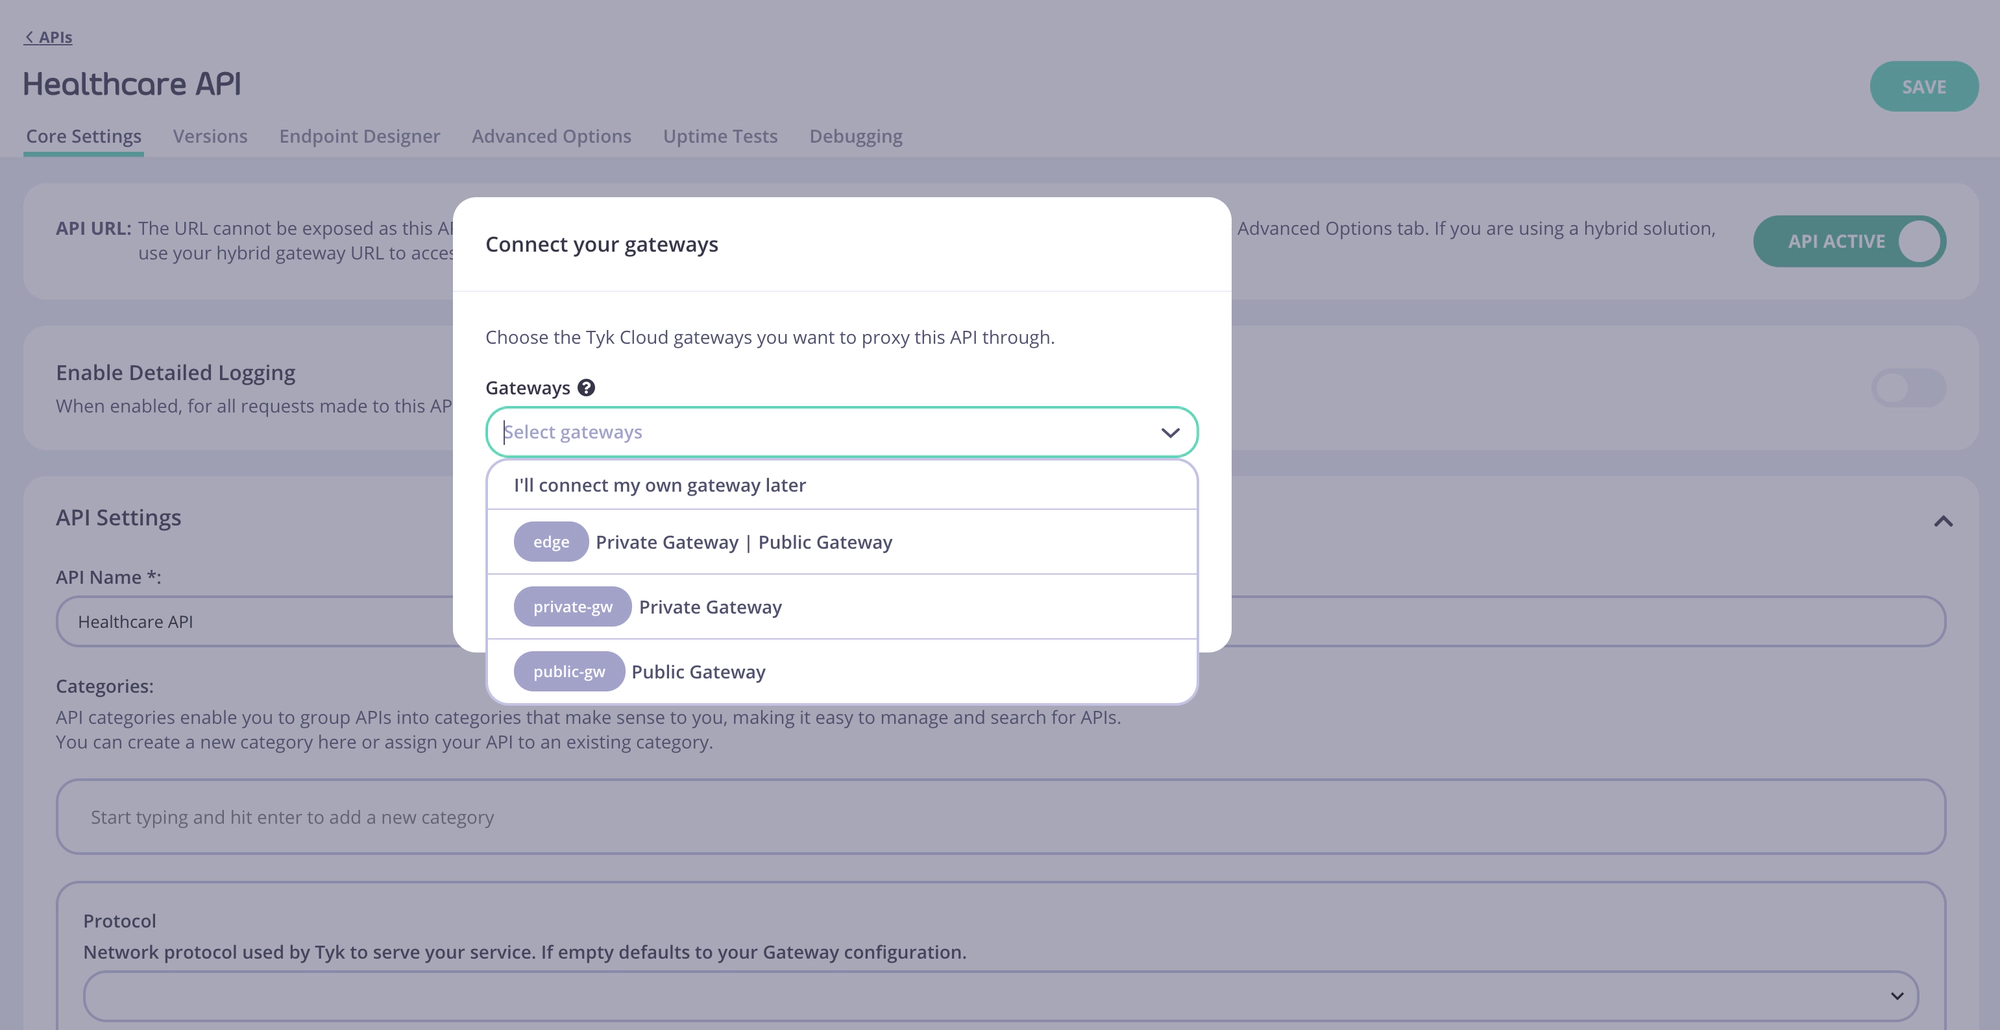 APIs
Healthcare API
SAVE
Core Settings Versions Endpoint Designer Advanced Options Uptime Tests Debugging
API URL: The URL cannot be exposed as this Advanced Options tab. If you are using a hybrid solution,
use your hybrid gateway URL to
API ACTIVE
Enable Detailed Logging
When enabled, for all requests made to this
API Settings
API Name *:
Healthcare API
Categories:
API categories enable you to group APIs into categories that make sense to you, making it easy to manage and search for APIs.
You can create a new category here or assign your API to an existing category.
Start typing and hit enter to add a new category
Protocol
Network protocol used by Tyk to serve your service. If empty defaults to your Gateway configuration.
Connect your gateways
Choose the Tyk Cloud gateways you want to proxy this API through.
Gateways ?
Select gateways
I'll connect my own gateway later
edge Private Gateway | Public Gateway
private-gw Private Gateway
public-gw Public Gateway